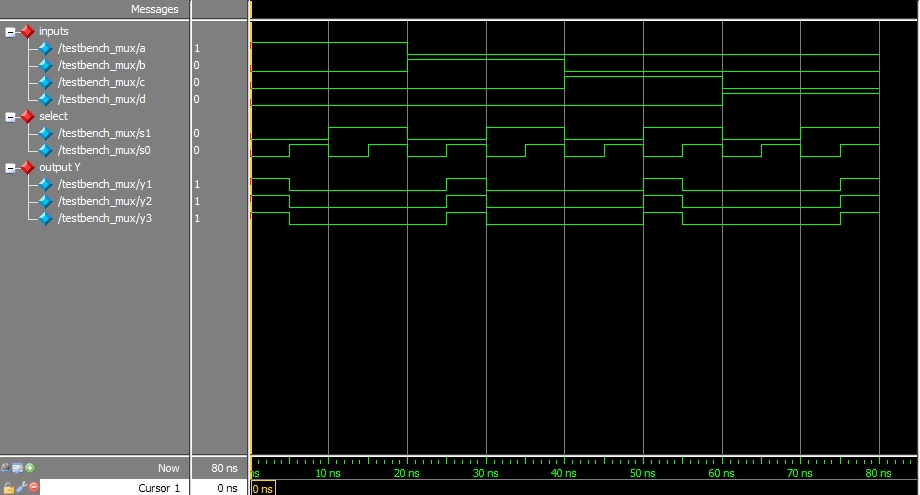 Messages
inputs
/testbench_mux/a 1
/testbench_mux/b 0
/testbench_mux/c 0
/testbench_mux/d 0
select
/testbench_mux/s1 0
/testbench_mux/s0 0
output Y
/testbench_mux/y1 1
/testbench_mux/y2 1
/testbench_mux/y3 1
Now 80 ns ns 10 ns 20 ns 30 ns 40 ns 50 ns 60 ns 70 ns 80 ns
Cursor 1 0 ns 0 ns